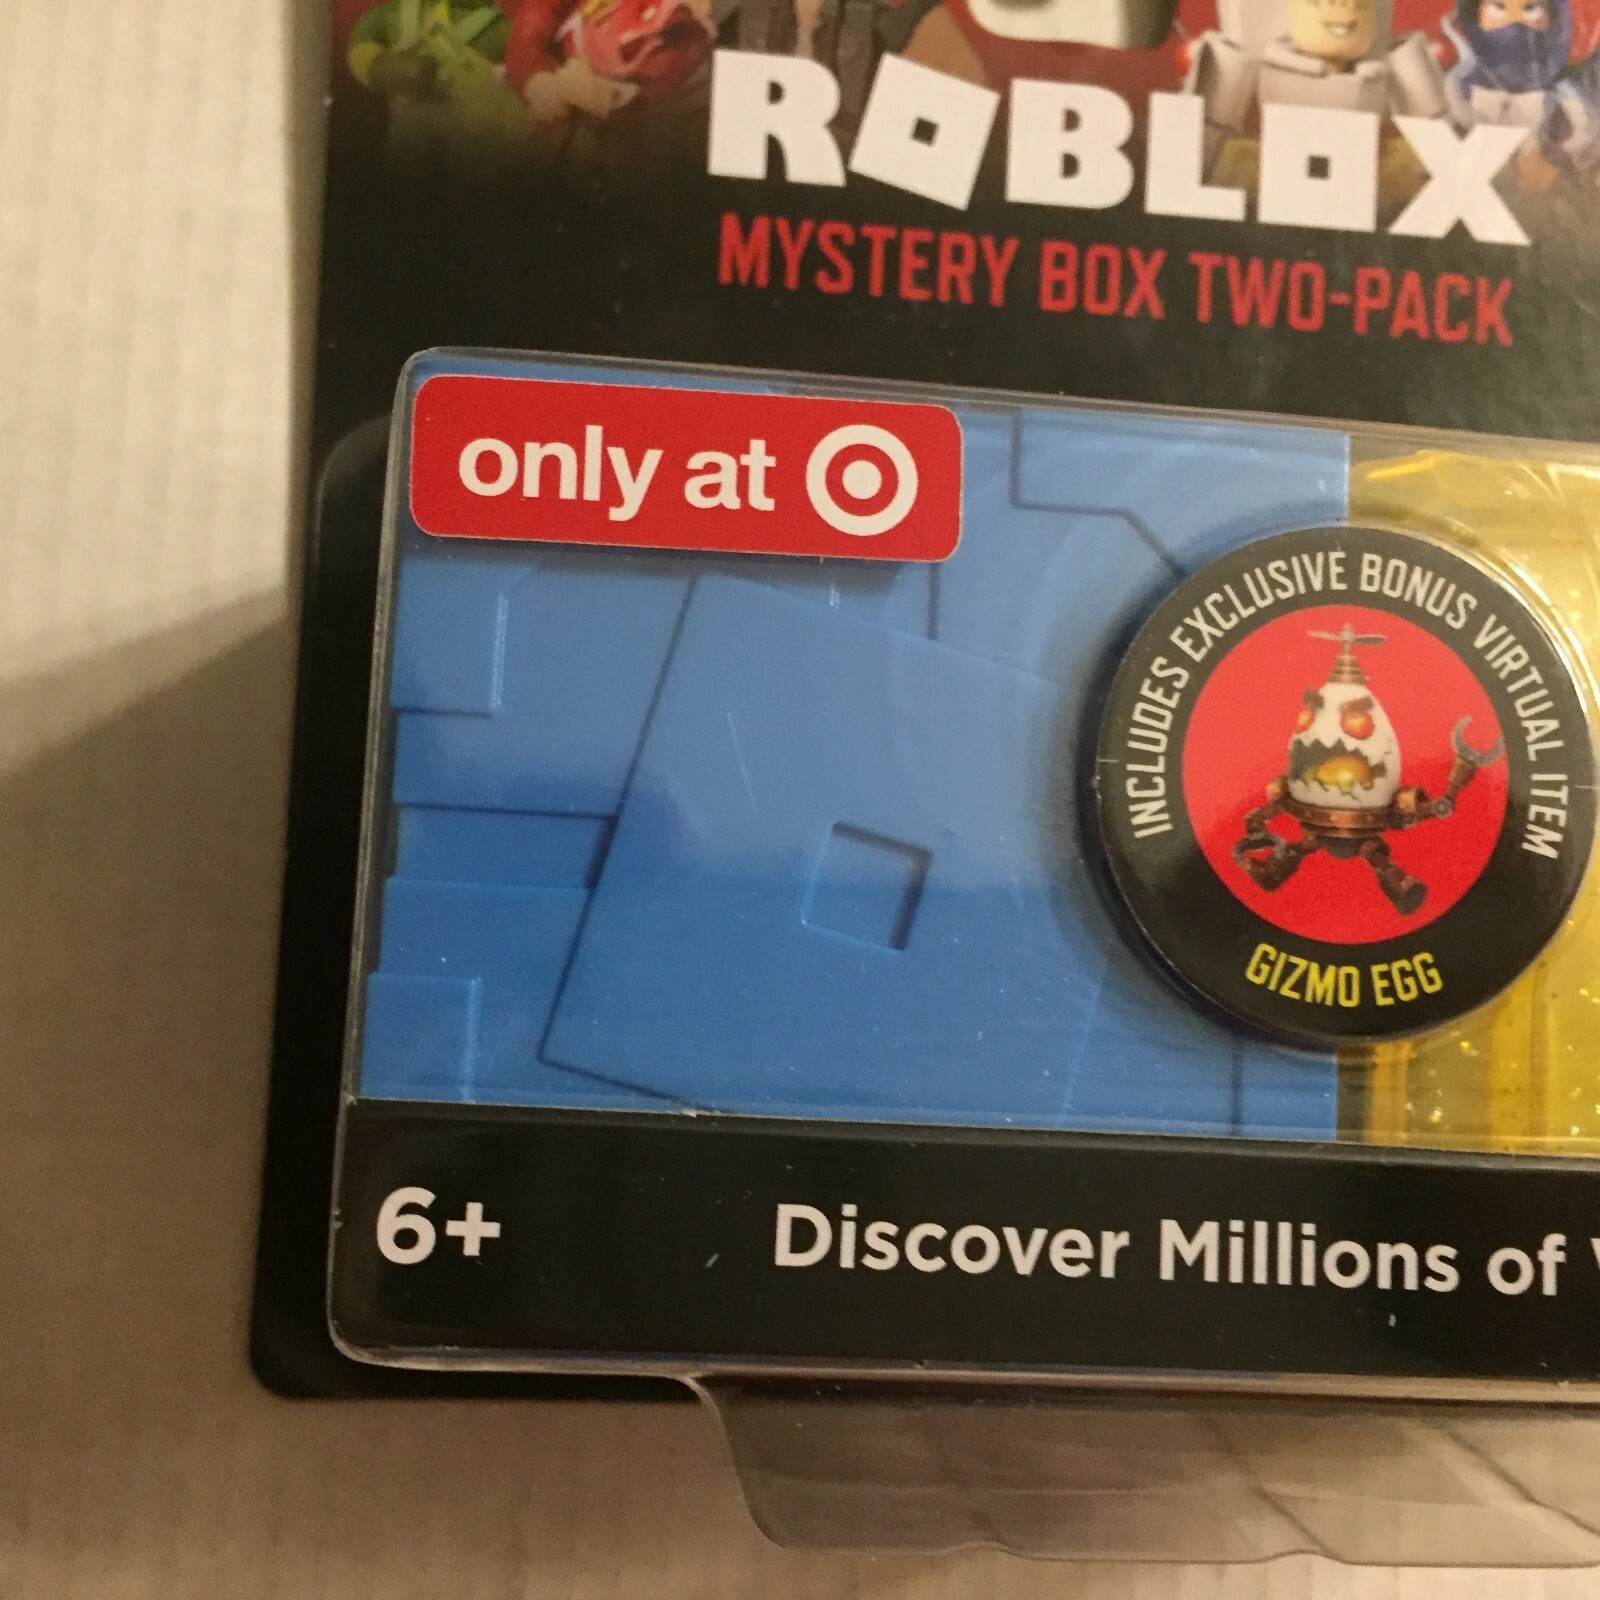 ROBLOX
MYSTERY BOX TWO-PACK
only at
INCLUDES EXCLUSIVE BONUS VIRTUAL ITEM
GIZMO EGG
6+
Discover Millions of